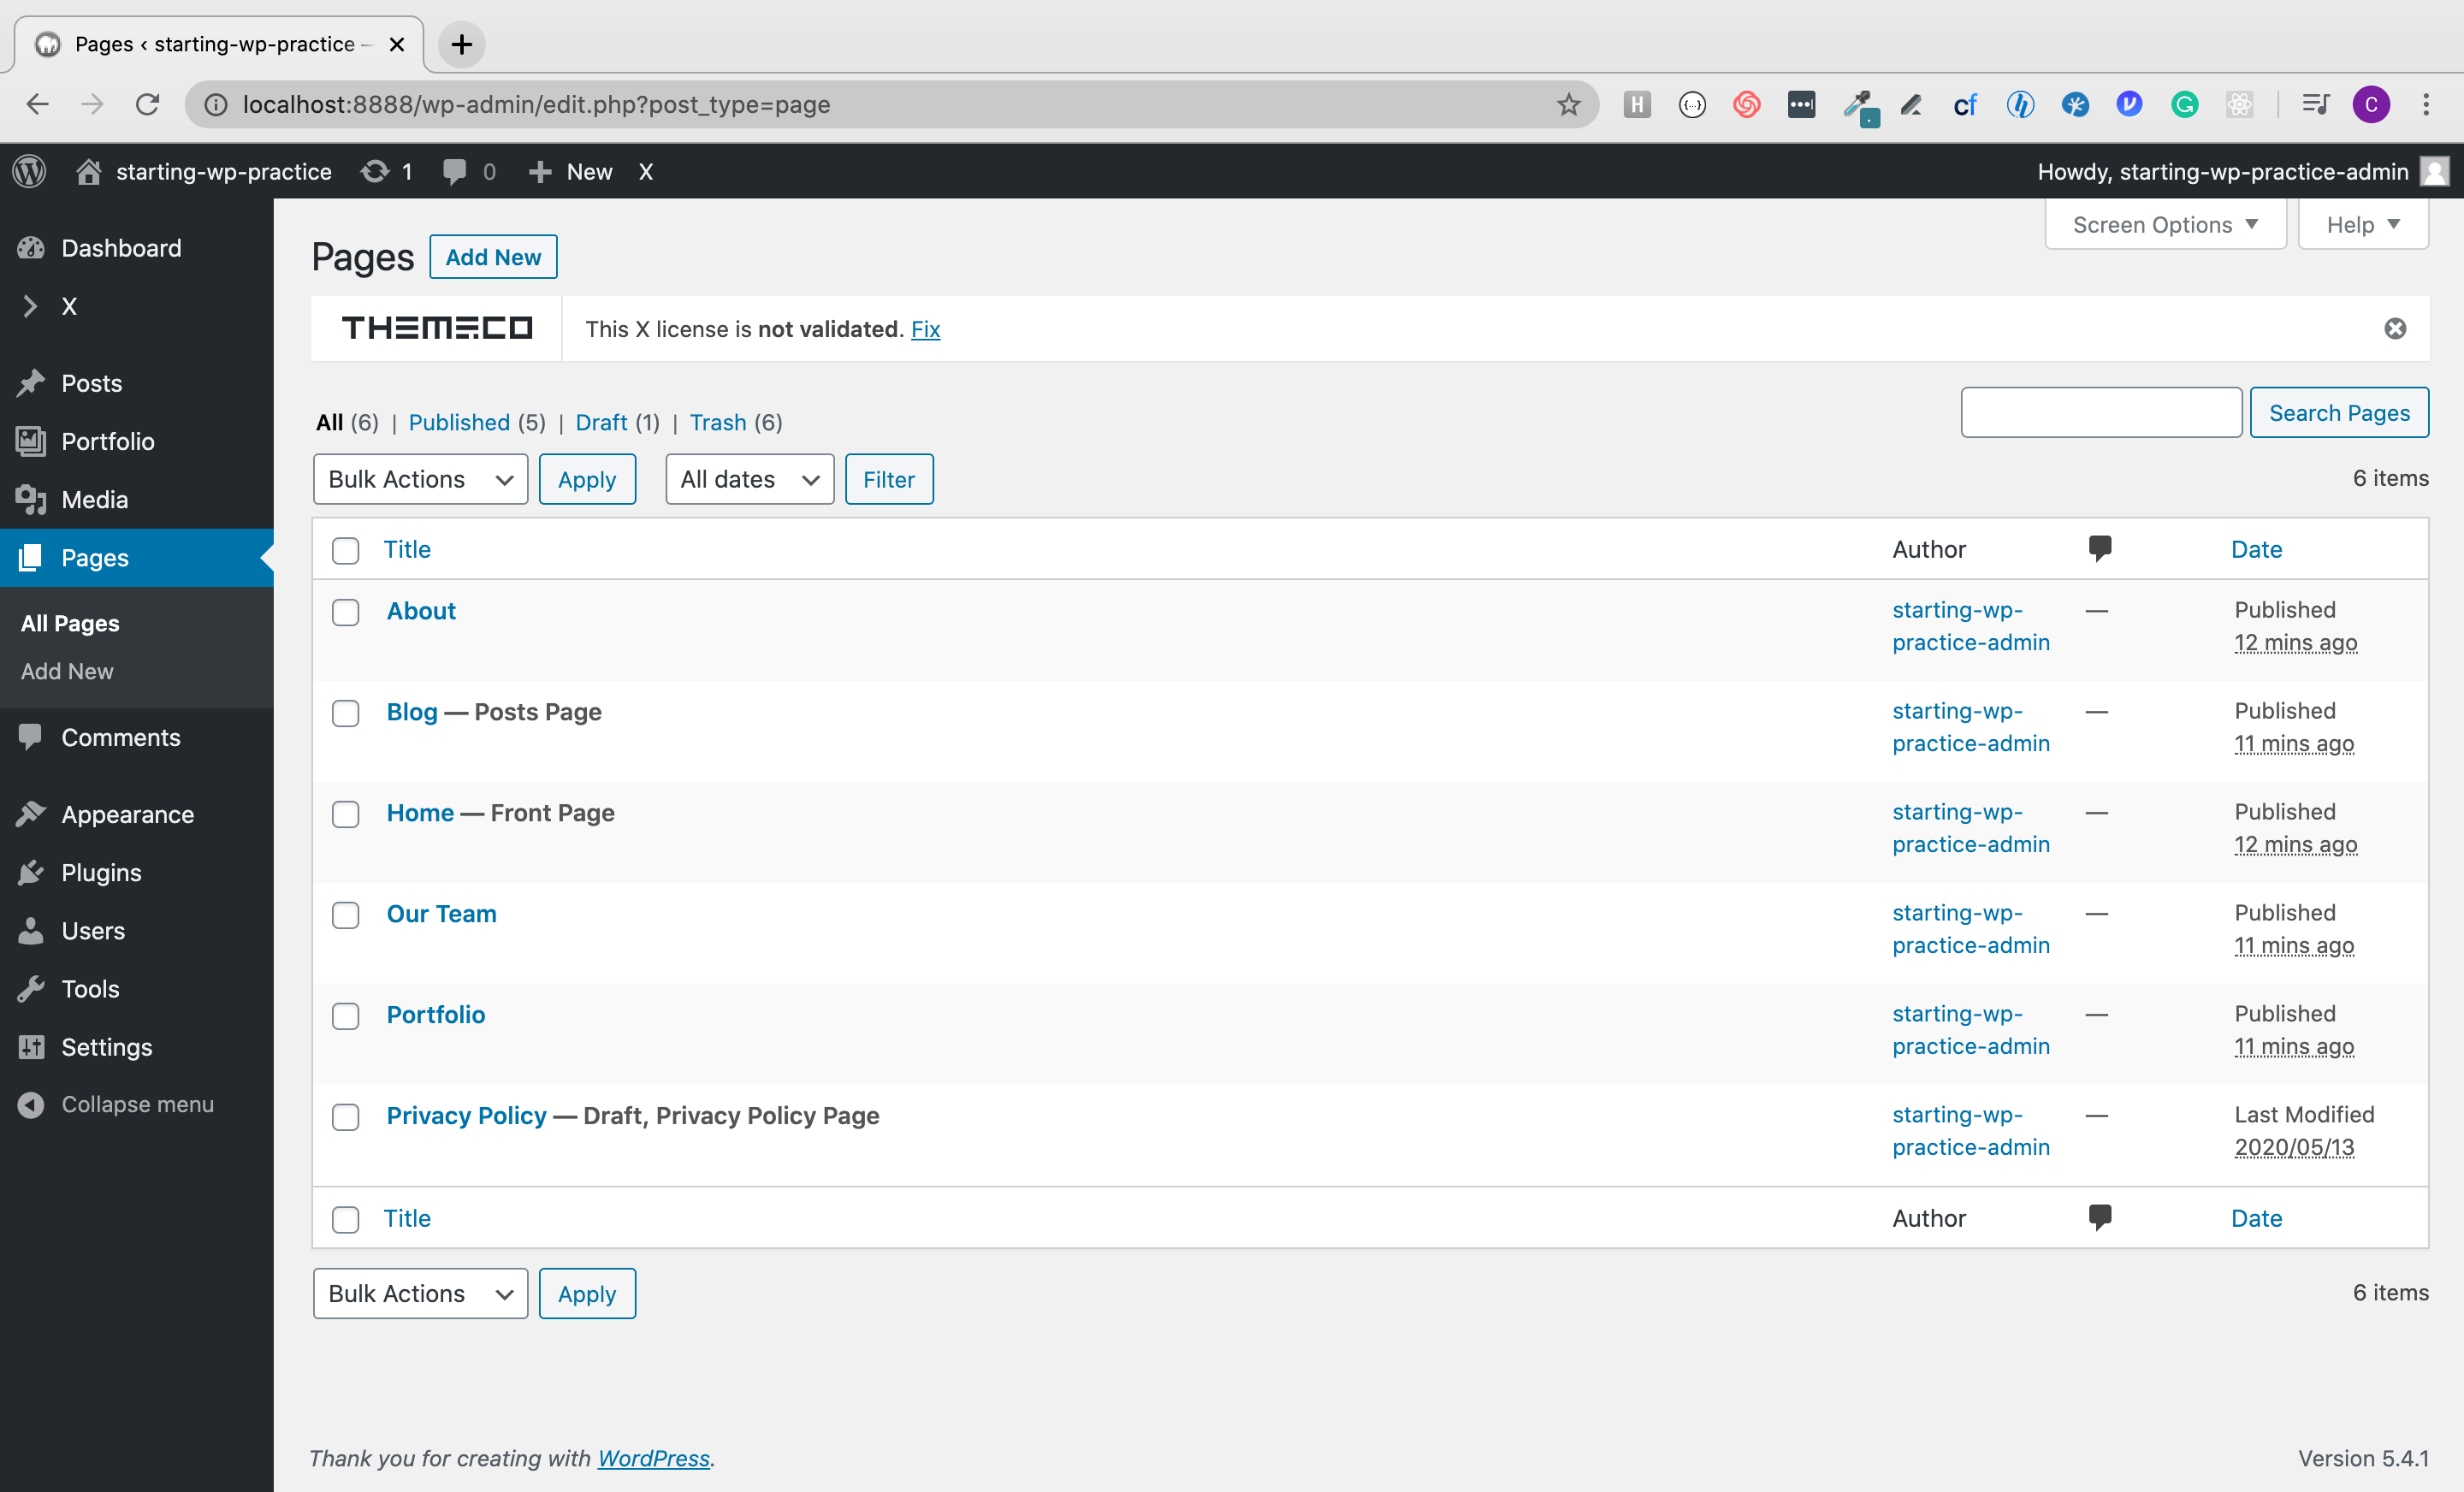 Pages ‹ starting-wp-practice —
localhost:8888/wp-admin/edit.php?post_type=page
starting-wp-practice 1 0 New X
Howdy, starting-wp-practice-admin
Dashboard
X
Posts
Portfolio
Media
Pages
All Pages
Add New
Comments
Appearance
Plugins
Users
Tools
Settings
Collapse menu
Screen Options Help
Pages Add New
THEMECO This X license is not validated. Fix
All (6) | Published (5) | Draft (1) | Trash (6)
Search Pages
Bulk Actions Apply All dates Filter 6 items
Title Author Date
About starting-wp- — Published
practice-admin 12 mins ago
Blog — Posts Page starting-wp- — Published
practice-admin 11 mins ago
Home — Front Page starting-wp- — Published
practice-admin 12 mins ago
Our Team starting-wp- — Published
practice-admin 11 mins ago
Portfolio starting-wp- — Published
practice-admin 11 mins ago
Privacy Policy — Draft, Privacy Policy Page starting-wp- — Last Modified
practice-admin 2020/05/13
Title Author Date
Bulk Actions Apply 6 items
Thank you for creating with WordPress. Version 5.4.1